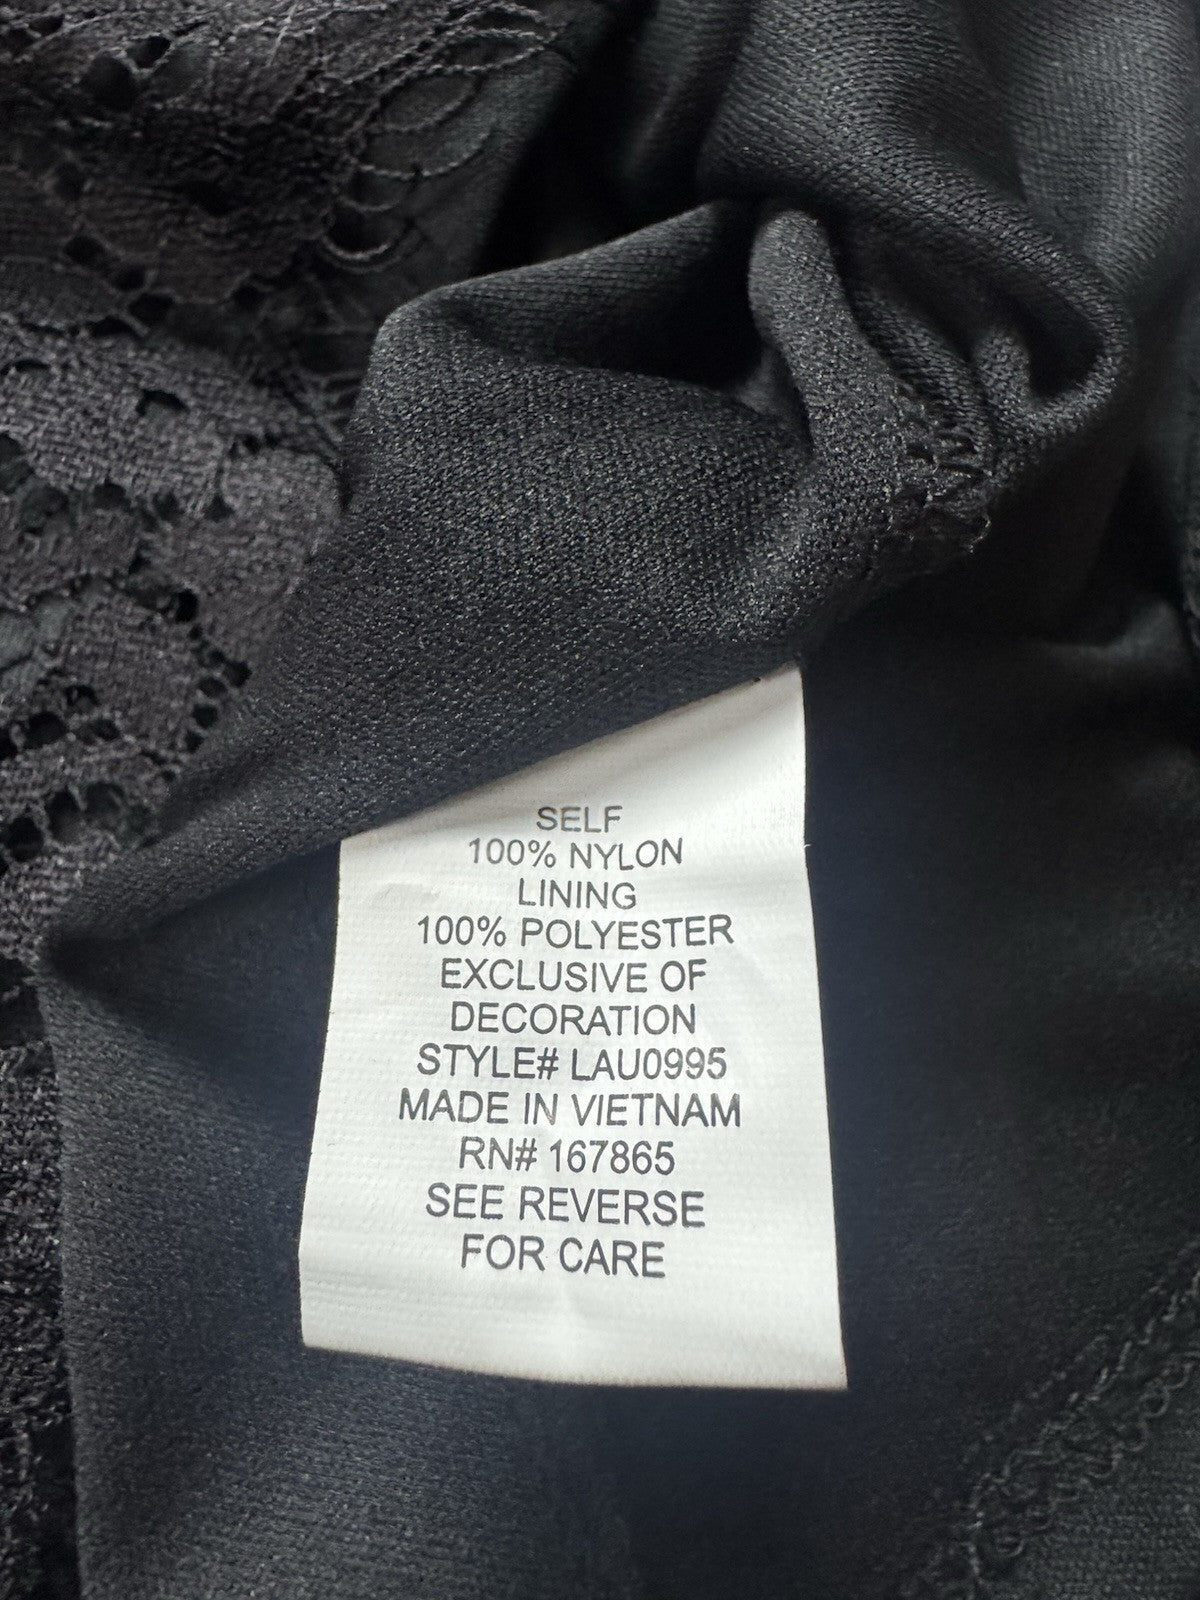 SELF
100% NYLON
LINING
100% POLYESTER
EXCLUSIVE OF
DECORATION
STYLE# LAU0995
MADE IN VIETNAM
RN# 167865
SEE REVERSE
FOR CARE